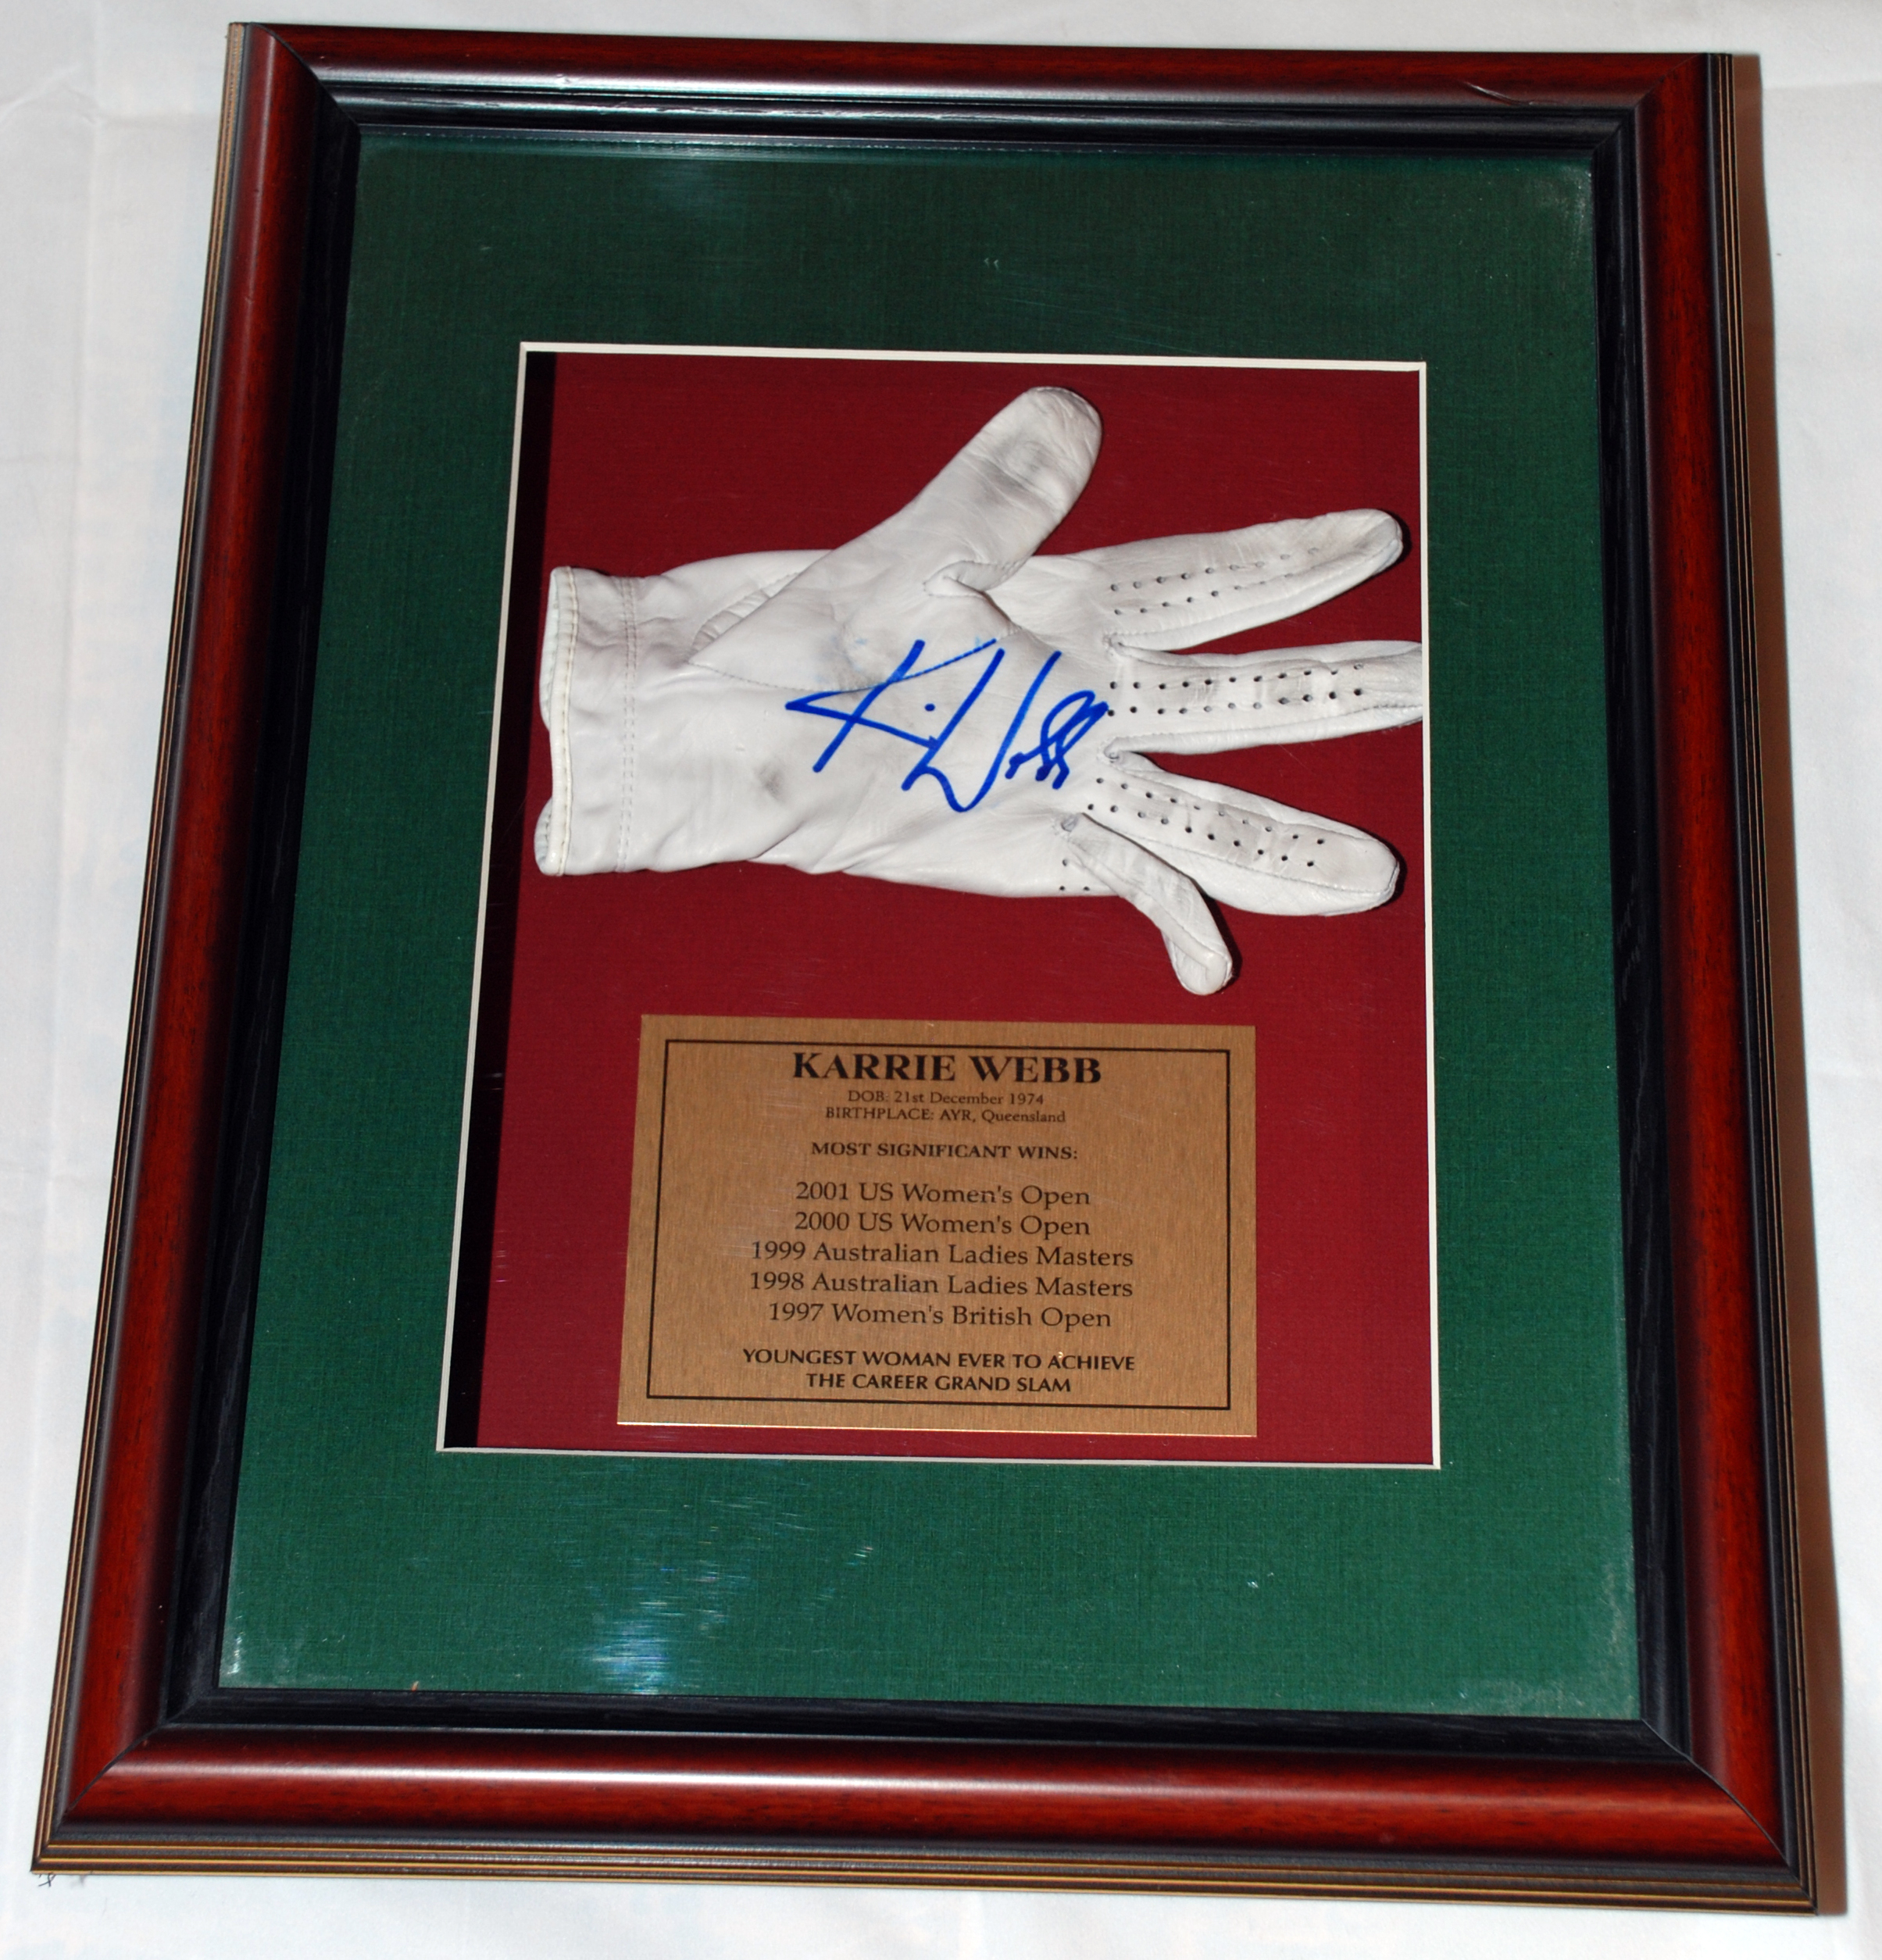 K. Webb
KARRIE WEBB
DOB: 21st December 1974
BIRTHPLACE: AYR, Queensland
MOST SIGNIFICANT WINS:
2001 US Women's Open
2000 US Women's Open
1999 Australian Ladies Masters
1998 Australian Ladies Masters
1997 Women's British Open
YOUNGEST WOMAN EVER TO ACHIEVE
THE CAREER GRAND SLAM